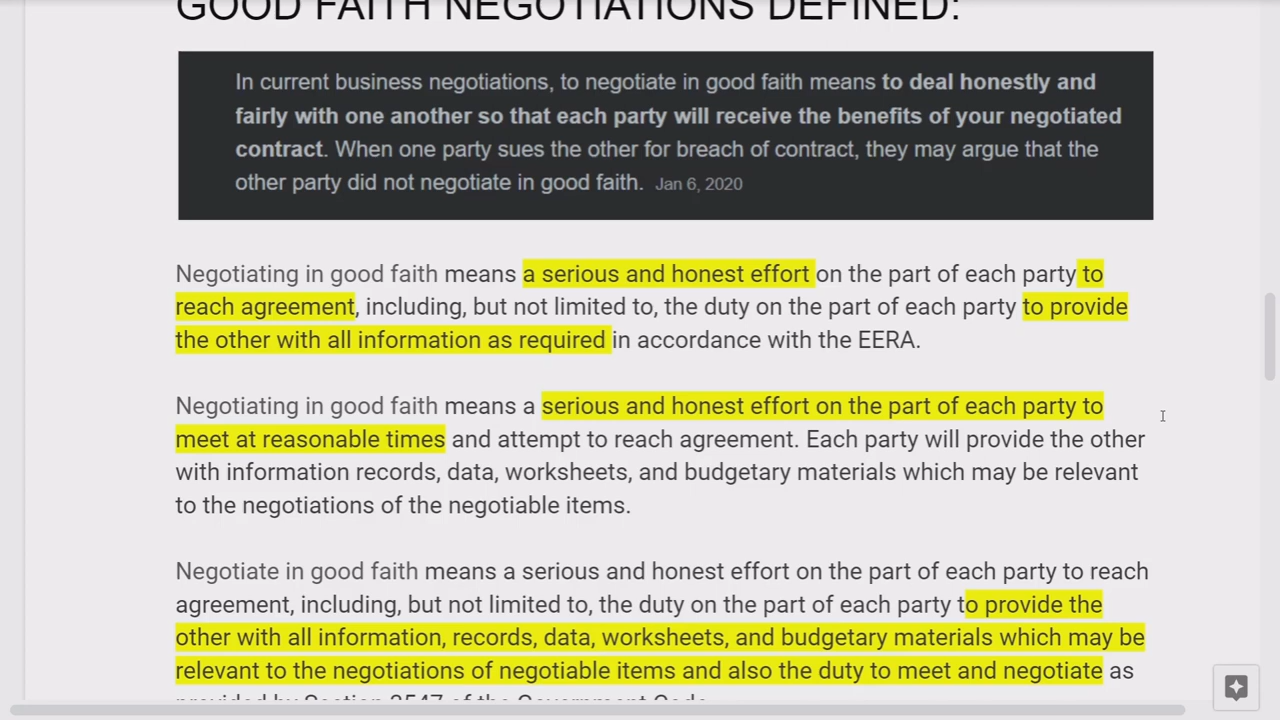 GOOD FAITH NEGOTIATIONS DEFINED:
In current business negotiations, to negotiate in good faith means to deal honestly and
fairly with one another so that each party will receive the benefits of your negotiated
contract. When one party sues the other for breach of contract, they may argue that the
other party did not negotiate in good faith. Jan 6, 2020
Negotiating in good faith means a serious and honest effort on the part of each party to
reach agreement, including, but not limited to, the duty on the part of each party to provide
the other with all information as required in accordance with the EERA.
Negotiating in good faith means a serious and honest effort on the part of each party to
meet at reasonable times and attempt to reach agreement. Each party will provide the other
with information records, data, worksheets, and budgetary materials which may be relevant
to the negotiations of the negotiable items.
Negotiate in good faith means a serious and honest effort on the part of each party to reach
agreement, including, but not limited to, the duty on the part of each party to provide the
other with all information, records, data, worksheets, and budgetary materials which may be
relevant to the negotiations of negotiable items and also the duty to meet and negotiate as
provided by Section 3547 of the Government Code.